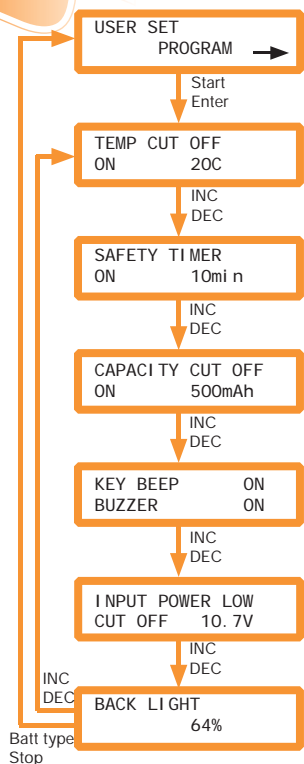 USER SET
PROGRAM
Start
Enter
TEMP CUT OFF
ON 20C
INC
DEC
SAFETY TIMER
ON 10min
INC
DEC
CAPACITY CUT OFF
ON 500mAh
INC
DEC
KEY BEEP ON
BUZZER ON
INC
DEC
INPUT POWER LOW
CUT OFF 10.7V
INC
DEC
INC
DEC
BACK LIGHT
64%
Batt type
Stop